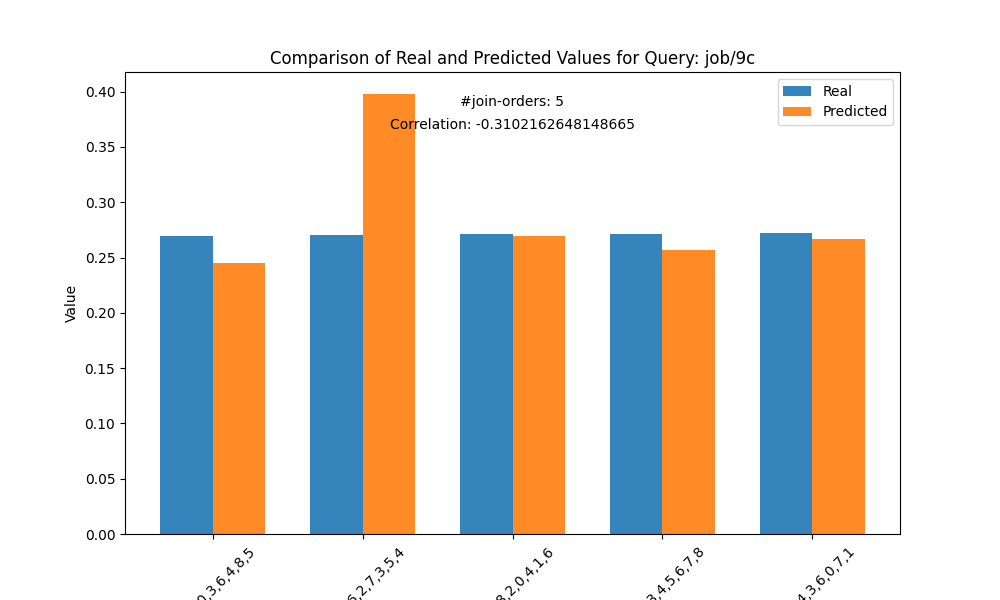 Comparison of Real and Predicted Values for Query: job/9c
#join-orders: 5
Correlation: -0.3102162648148665
Real
Predicted
Value
0.40
0.35
0.30
0.25
0.20
0.15
0.10
0.05
0.00
0,3,6,4,8,5
,2,7,3,5,4
,2,0,4,1,6
3,4,5,6,7,8
,3,6,0,7,1